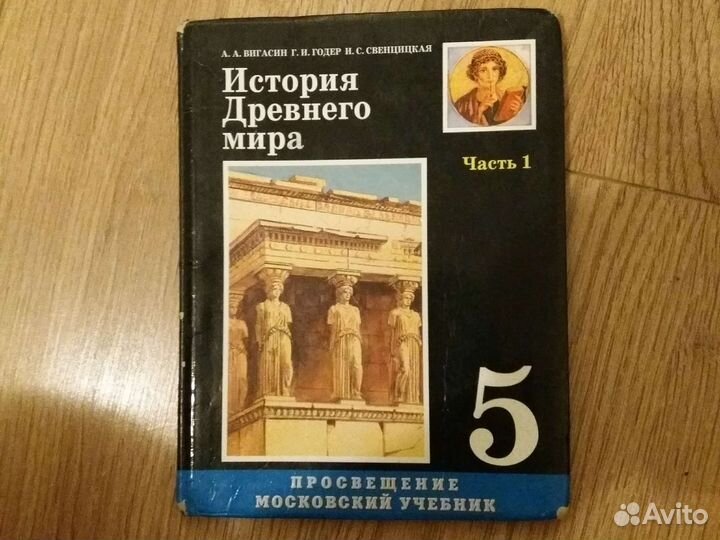 А. А. ВИГАСИН Г. И. ГОДЕР И. С. СВЕНЦИЦКАЯ
История
Древнего
мира
Часть 1
5
ПРОСВЕЩЕНИЕ
МОСКОВСКИЙ УЧЕБНИК
Avito